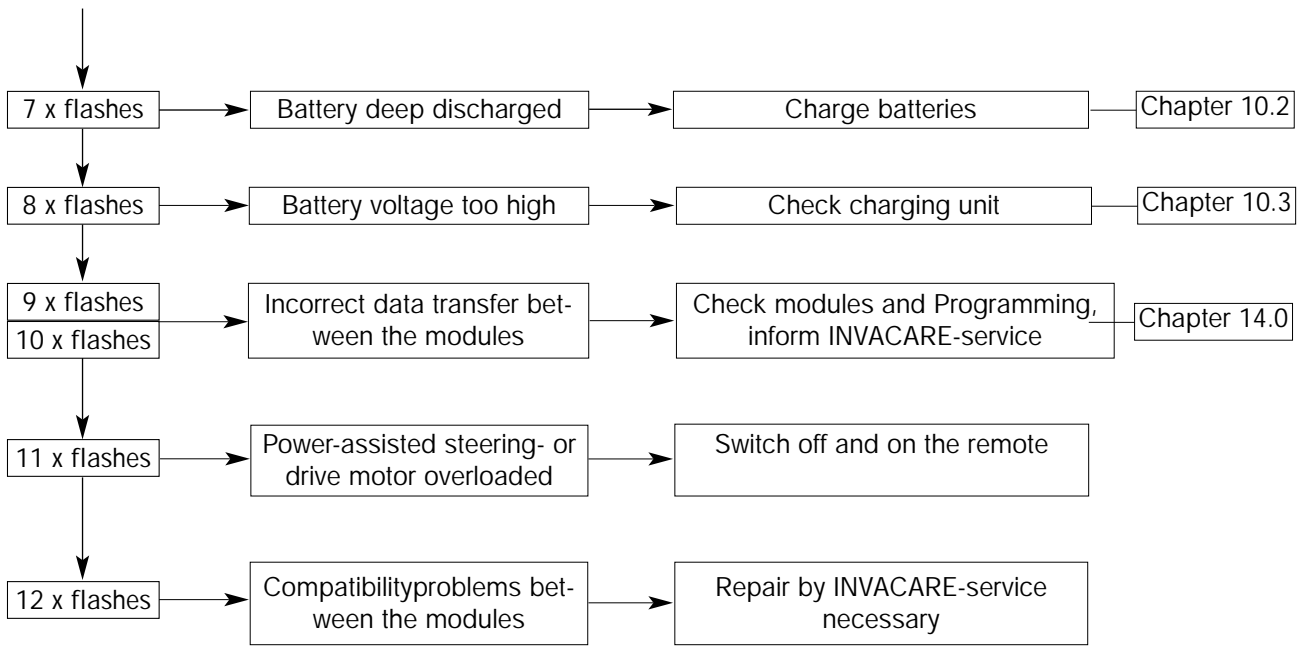 7 x flashes
Battery deep discharged
Charge batteries
Chapter 10.2
8 x flashes
Battery voltage too high
Check charging unit
Chapter 10.3
9 x flashes
10 x flashes
Incorrect data transfer bet-
ween the modules
Check modules and Programming,
inform INVACARE-service
Chapter 14.0
11 x flashes
Power-assisted steering- or
drive motor overloaded
Switch off and on the remote
12 x flashes
Compatibilityproblems bet-
ween the modules
Repair by INVACARE-service
necessary